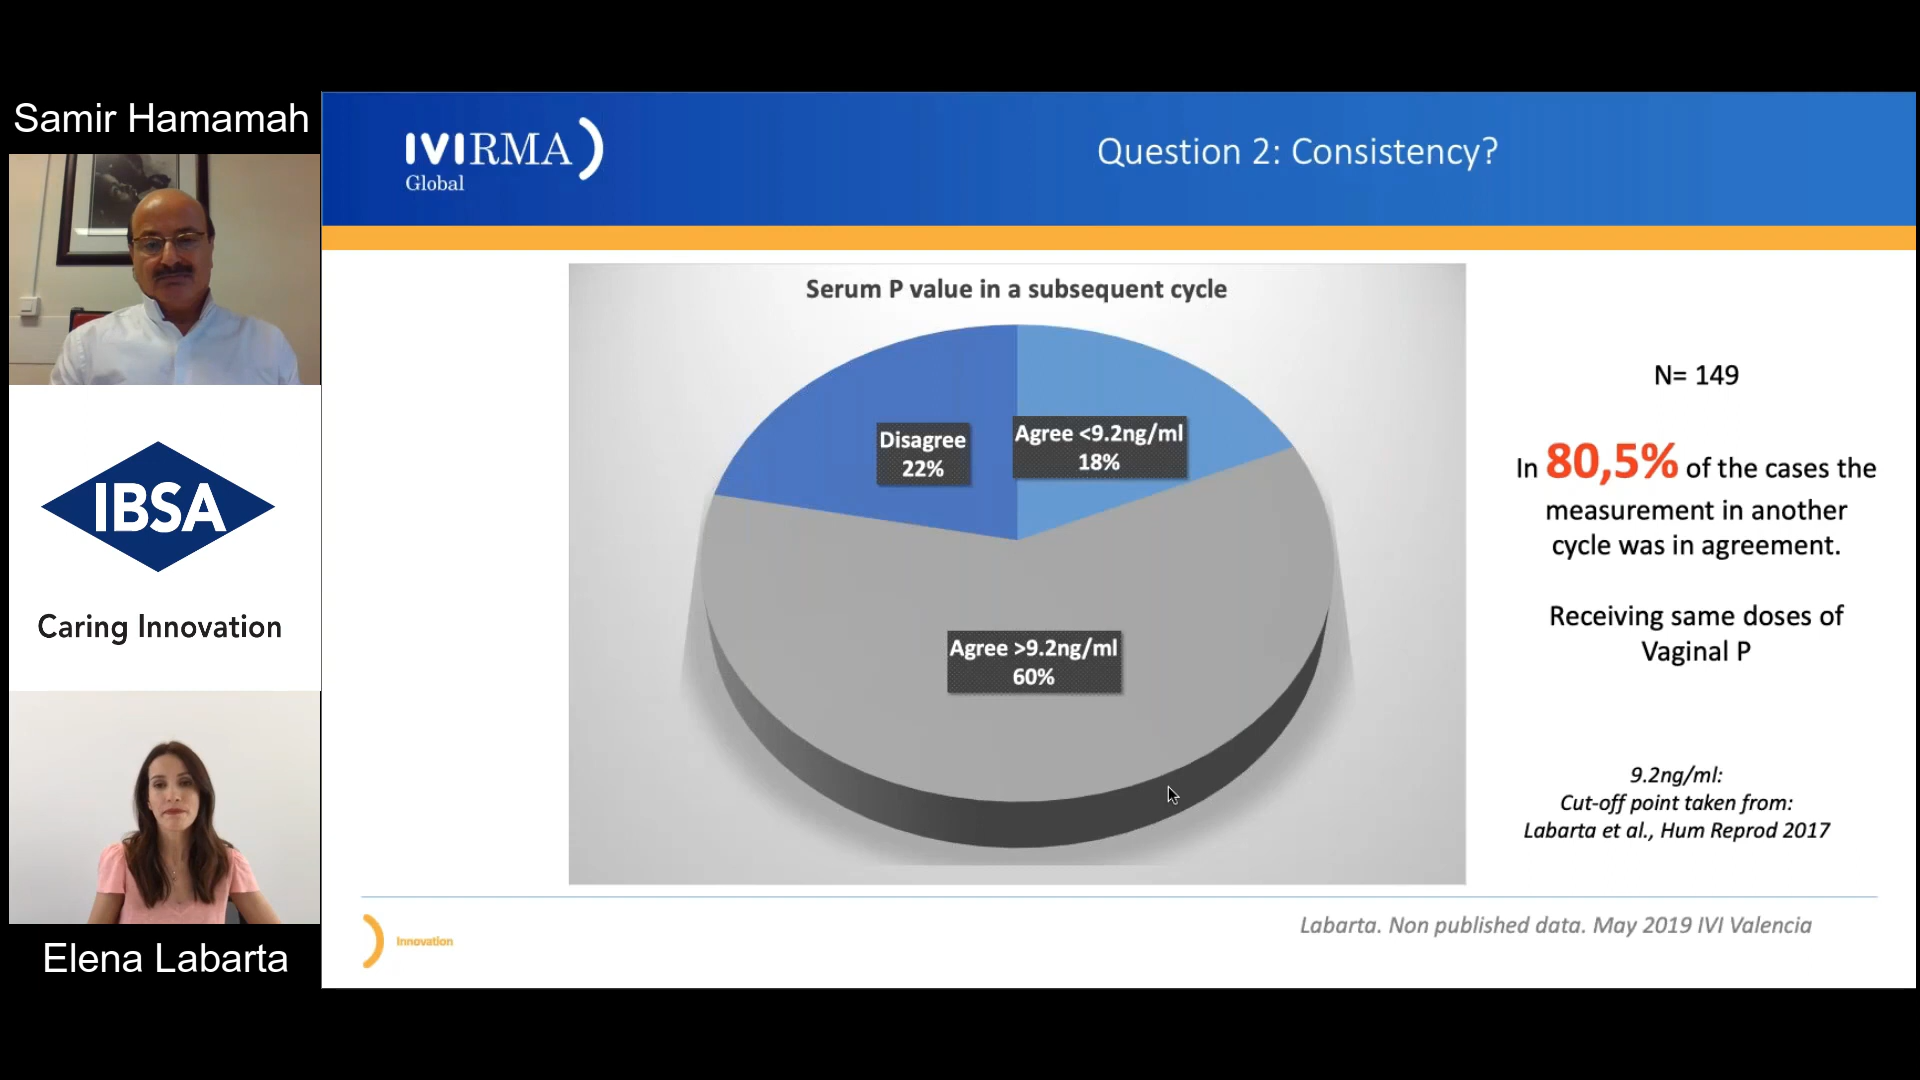 Samir Hamamah
IBSA
Caring Innovation
Elena Labarta
IVIRMA
Global
Question 2: Consistency?
Serum P value in a subsequent cycle
Disagree
22%
Agree <9.2ng/ml
18%
Agree >9.2ng/ml
60%
N= 149
In 80,5% of the cases the
measurement in another
cycle was in agreement.
Receiving same doses of
Vaginal P
9.2ng/ml:
Cut-off point taken from:
Labarta et al., Hum Reprod 2017
Innovation
Labarta. Non published data. May 2019 IVI Valencia